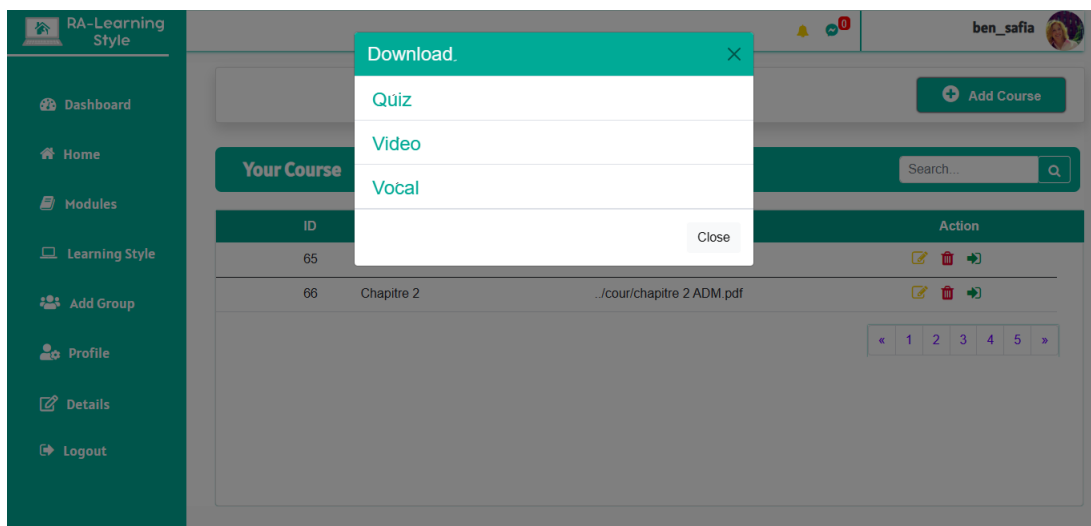 RA-Learning
Style
0
ben_safia
Download.
Quiz
Video
Vocal
Close
Dashboard
Home
Modules
Learning Style
Add Group
Profile
Details
Logout
Add Course
Your Course
Search...
ID
Action
65
66 Chapitre 2 ../cour/chapitre 2 ADM.pdf
« 1 2 3 4 5 »